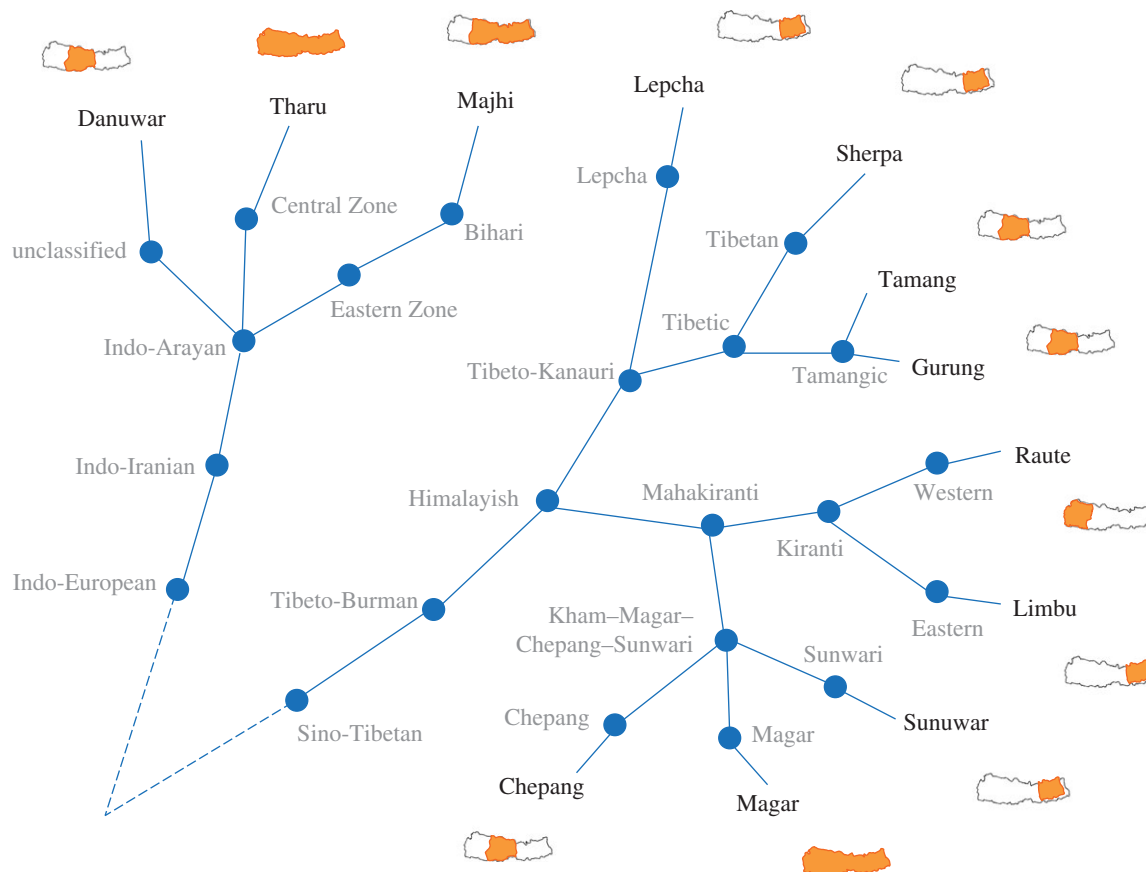 Lepcha
Majhi
Tharu
Danuwar
Sherpa
Lepcha
Central Zone
Bihari
Tibetan
unclassified
Tamang
Eastern Zone
Tibetic
Indo-Arayan
Tibeto-Kanauri
Tamangic
Gurung
Raute
Indo-Iranian
Himalayish
Mahakiranti
Western
Kiranti
Indo-European
Tibeto-Burman
Limbu
Kham–Magar–
Chepang–Sunwari
Eastern
Sunwari
Chepang
Sino-Tibetan
Magar
Sunuwar
Chepang
Magar